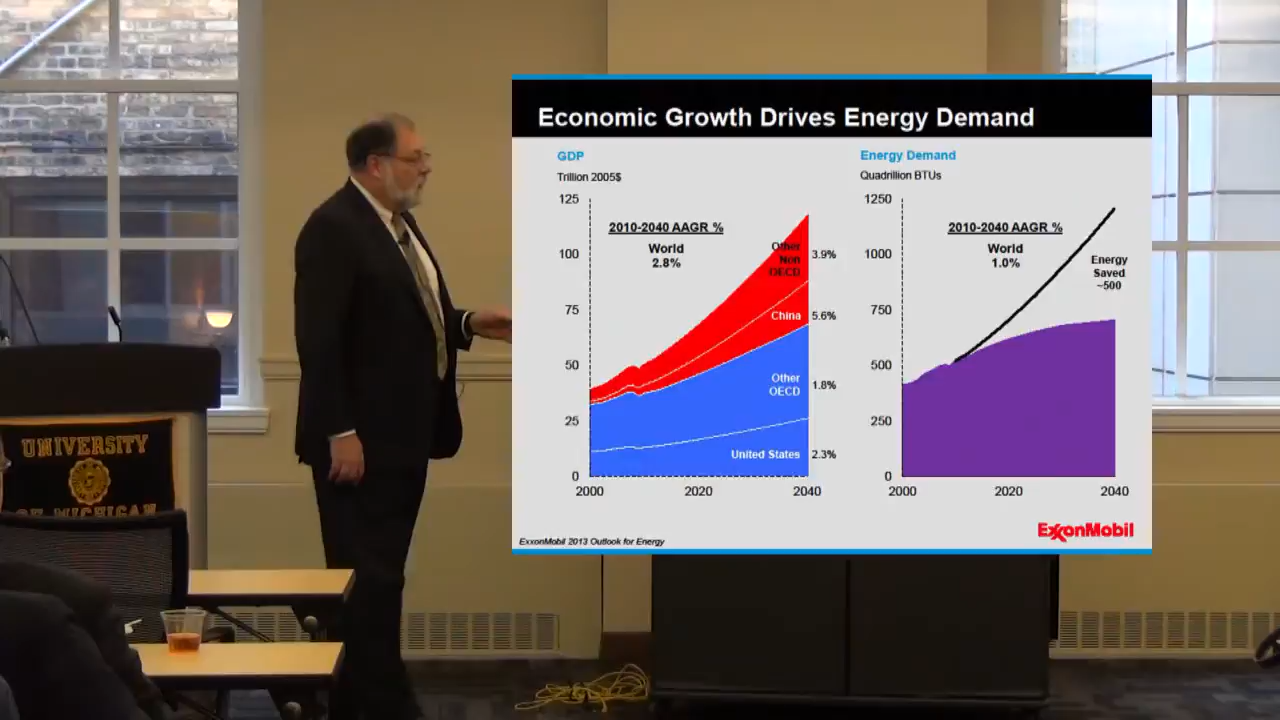 Economic Growth Drives Energy Demand
GDP
Trillion 2005$
125
100
75
50
25
0
2000
2020
2040
2010-2040 AAGR %
World
2.8%
Other
Non
OECD
3.9%
China
5.6%
Other
OECD
1.8%
United States
2.3%
Energy Demand
Quadrillion BTUs
1250
1000
750
500
250
0
2000
2020
2040
2010-2040 AAGR %
World
1.0%
Energy
Saved
~500
ExxonMobil 2013 Outlook for Energy
ExxonMobil
UNIVERSITY
OF MICHIGAN